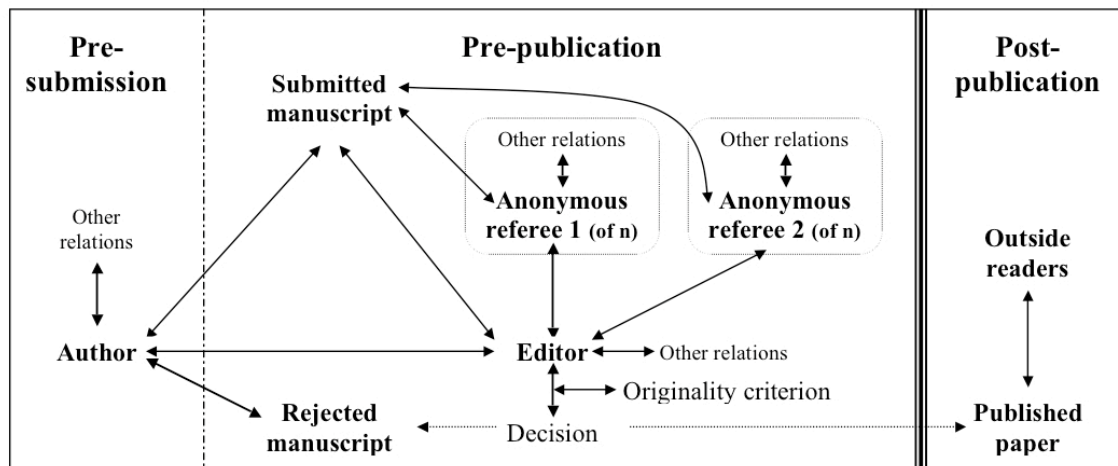 Pre-
submission
Pre-publication
Post-
publication
Submitted
manuscript
Other relations
Other relations
Anonymous
referee 1 (of n)
Anonymous
referee 2 (of n)
Other
relations
Outside
readers
Author
Editor
Other relations
Originality criterion
Rejected
manuscript
Decision
Published
paper